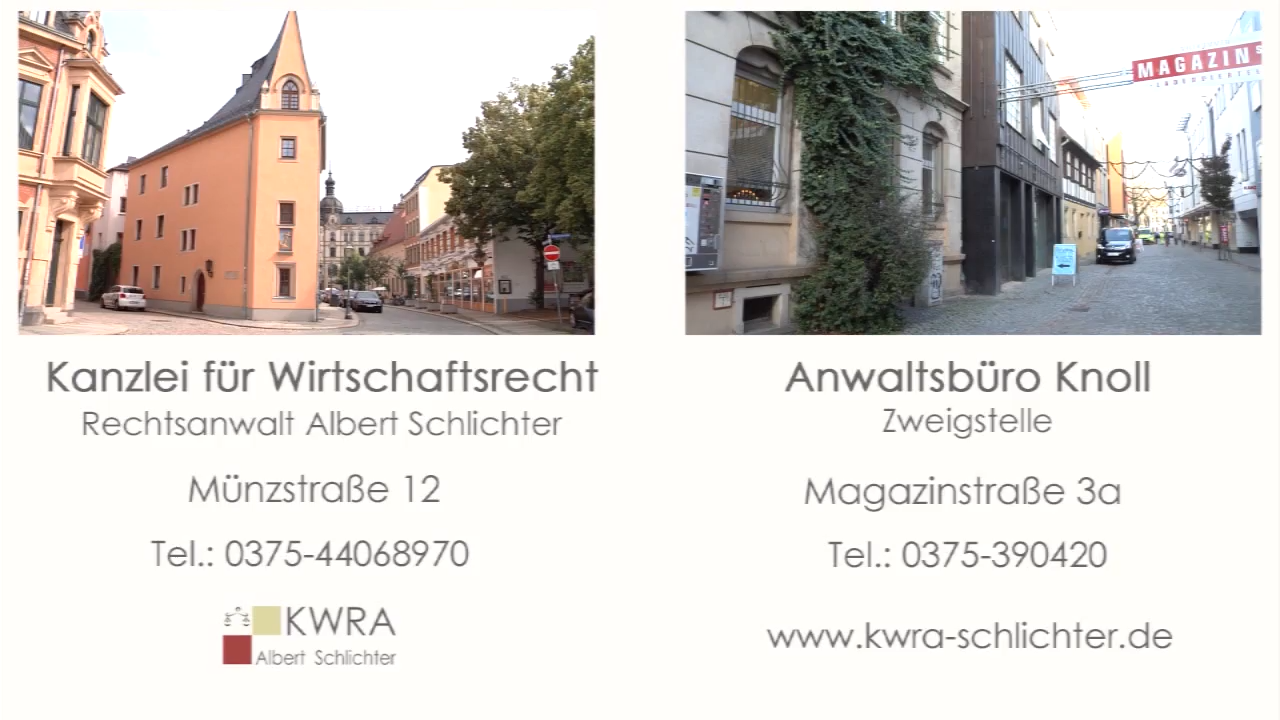 MAGAZIN
Kanzlei für Wirtschaftsrecht
Rechtsanwalt Albert Schlichter
Münzstraße 12
Tel.: 0375-44068970
KWRA
Albert Schlichter
Anwaltsbüro Knoll
Zweigstelle
Magazinstraße 3a
Tel.: 0375-390420
www.kwra-schlichter.de